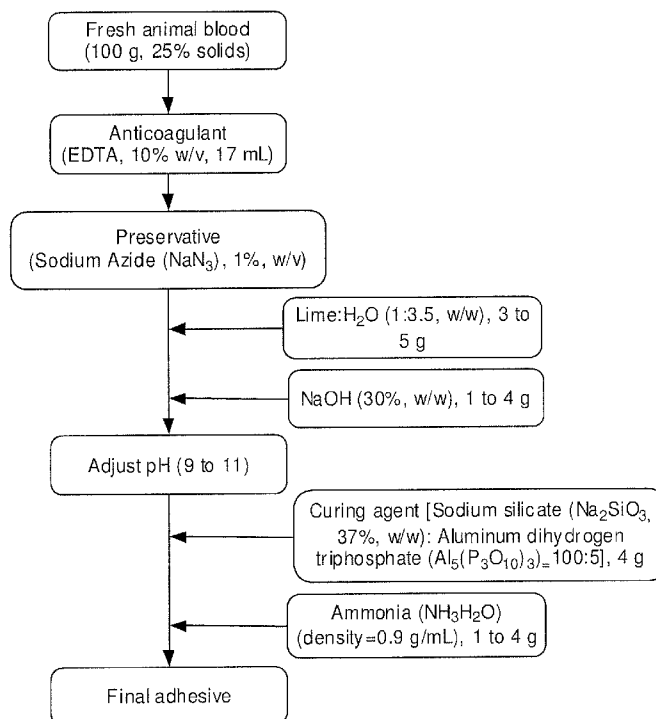 Fresh animal blood
(100 g, 25% solids)
Anticoagulant
(EDTA, 10% w/v, 17 mL)
Preservative
(Sodium Azide (NaN₃), 1%, w/v)
Lime:H₂O (1:3.5, w/w), 3 to
5 g
NaOH (30%, w/w), 1 to 4 g
Adjust pH (9 to 11)
Curing agent [Sodium silicate (Na₂SiO₃,
37%, w/w): Aluminum dihydrogen
triphosphate (Al₅(P₃O₁₀)₃)₌100:5], 4 g
Ammonia (NH₃H₂O)
(density=0.9 g/mL), 1 to 4 g
Final adhesive